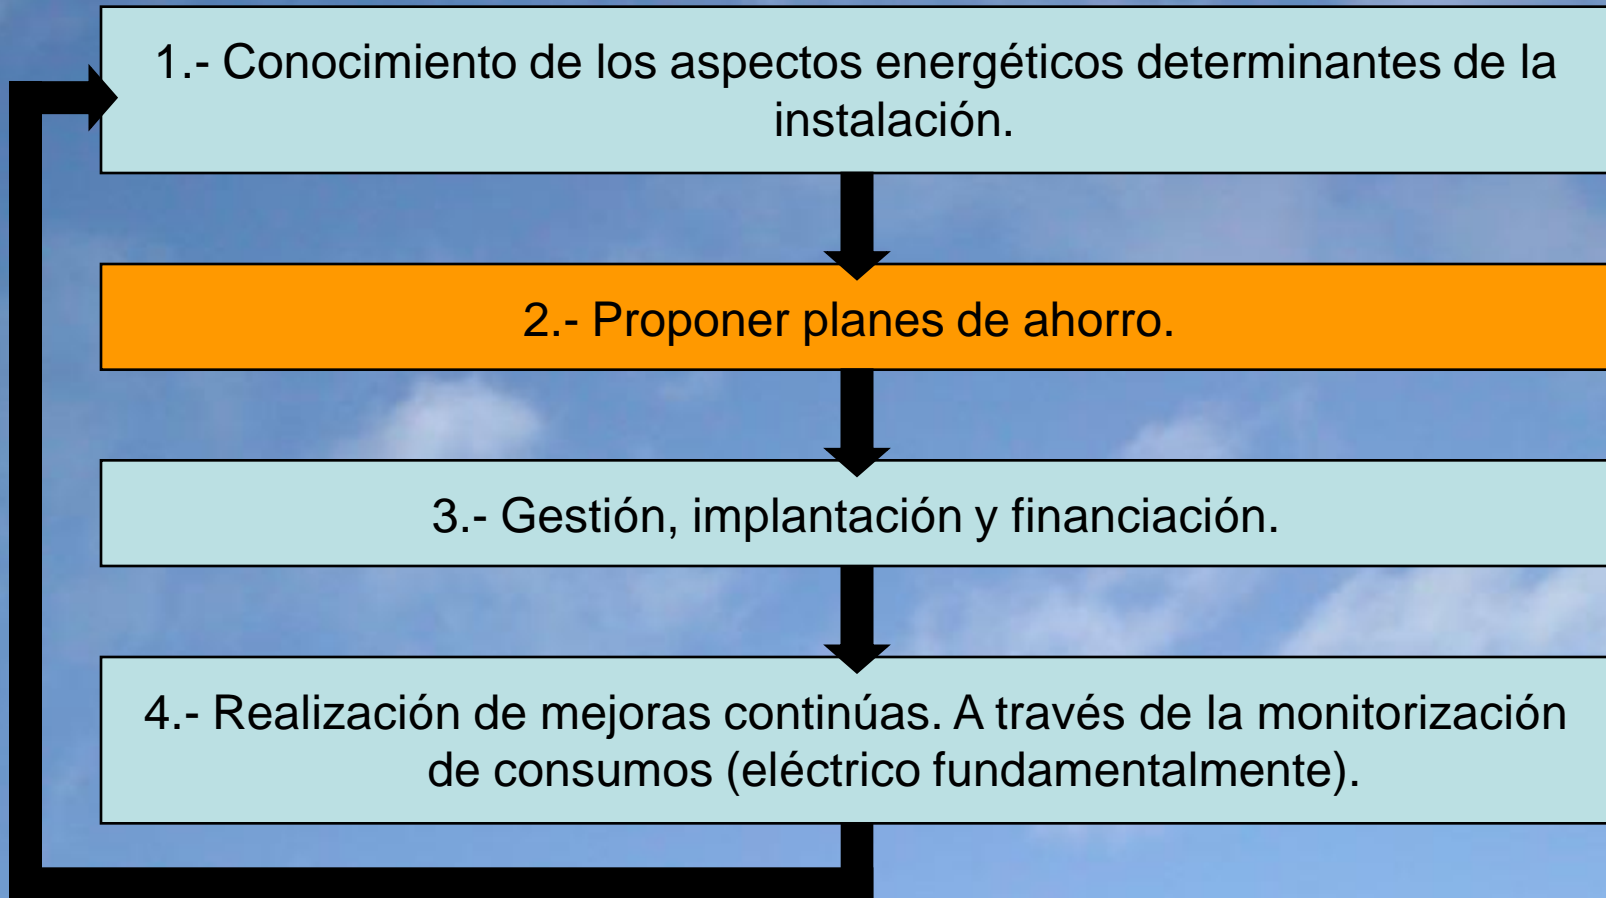 1.- Conocimiento de los aspectos energéticos determinantes de la
instalación.
2.- Proponer planes de ahorro.
3.- Gestión, implantación y financiación.
4.- Realización de mejoras continúas. A través de la monitorización
de consumos (eléctrico fundamentalmente).